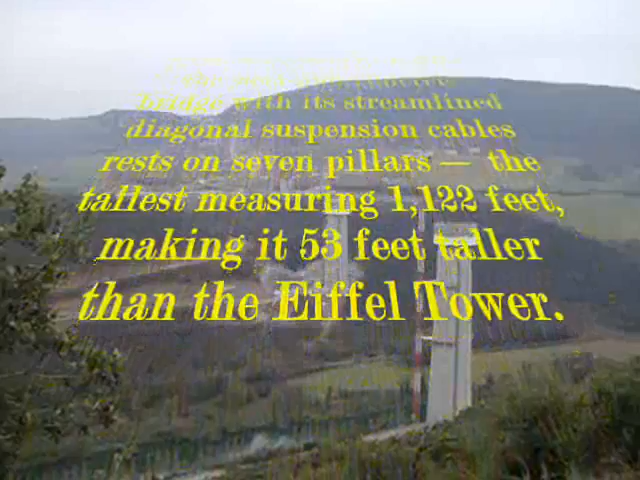 bridge with its streamlined
diagonal suspension cables
rests on seven pillars — the
tallest measuring 1,122 feet,
making it 53 feet taller
than the Eiffel Tower.